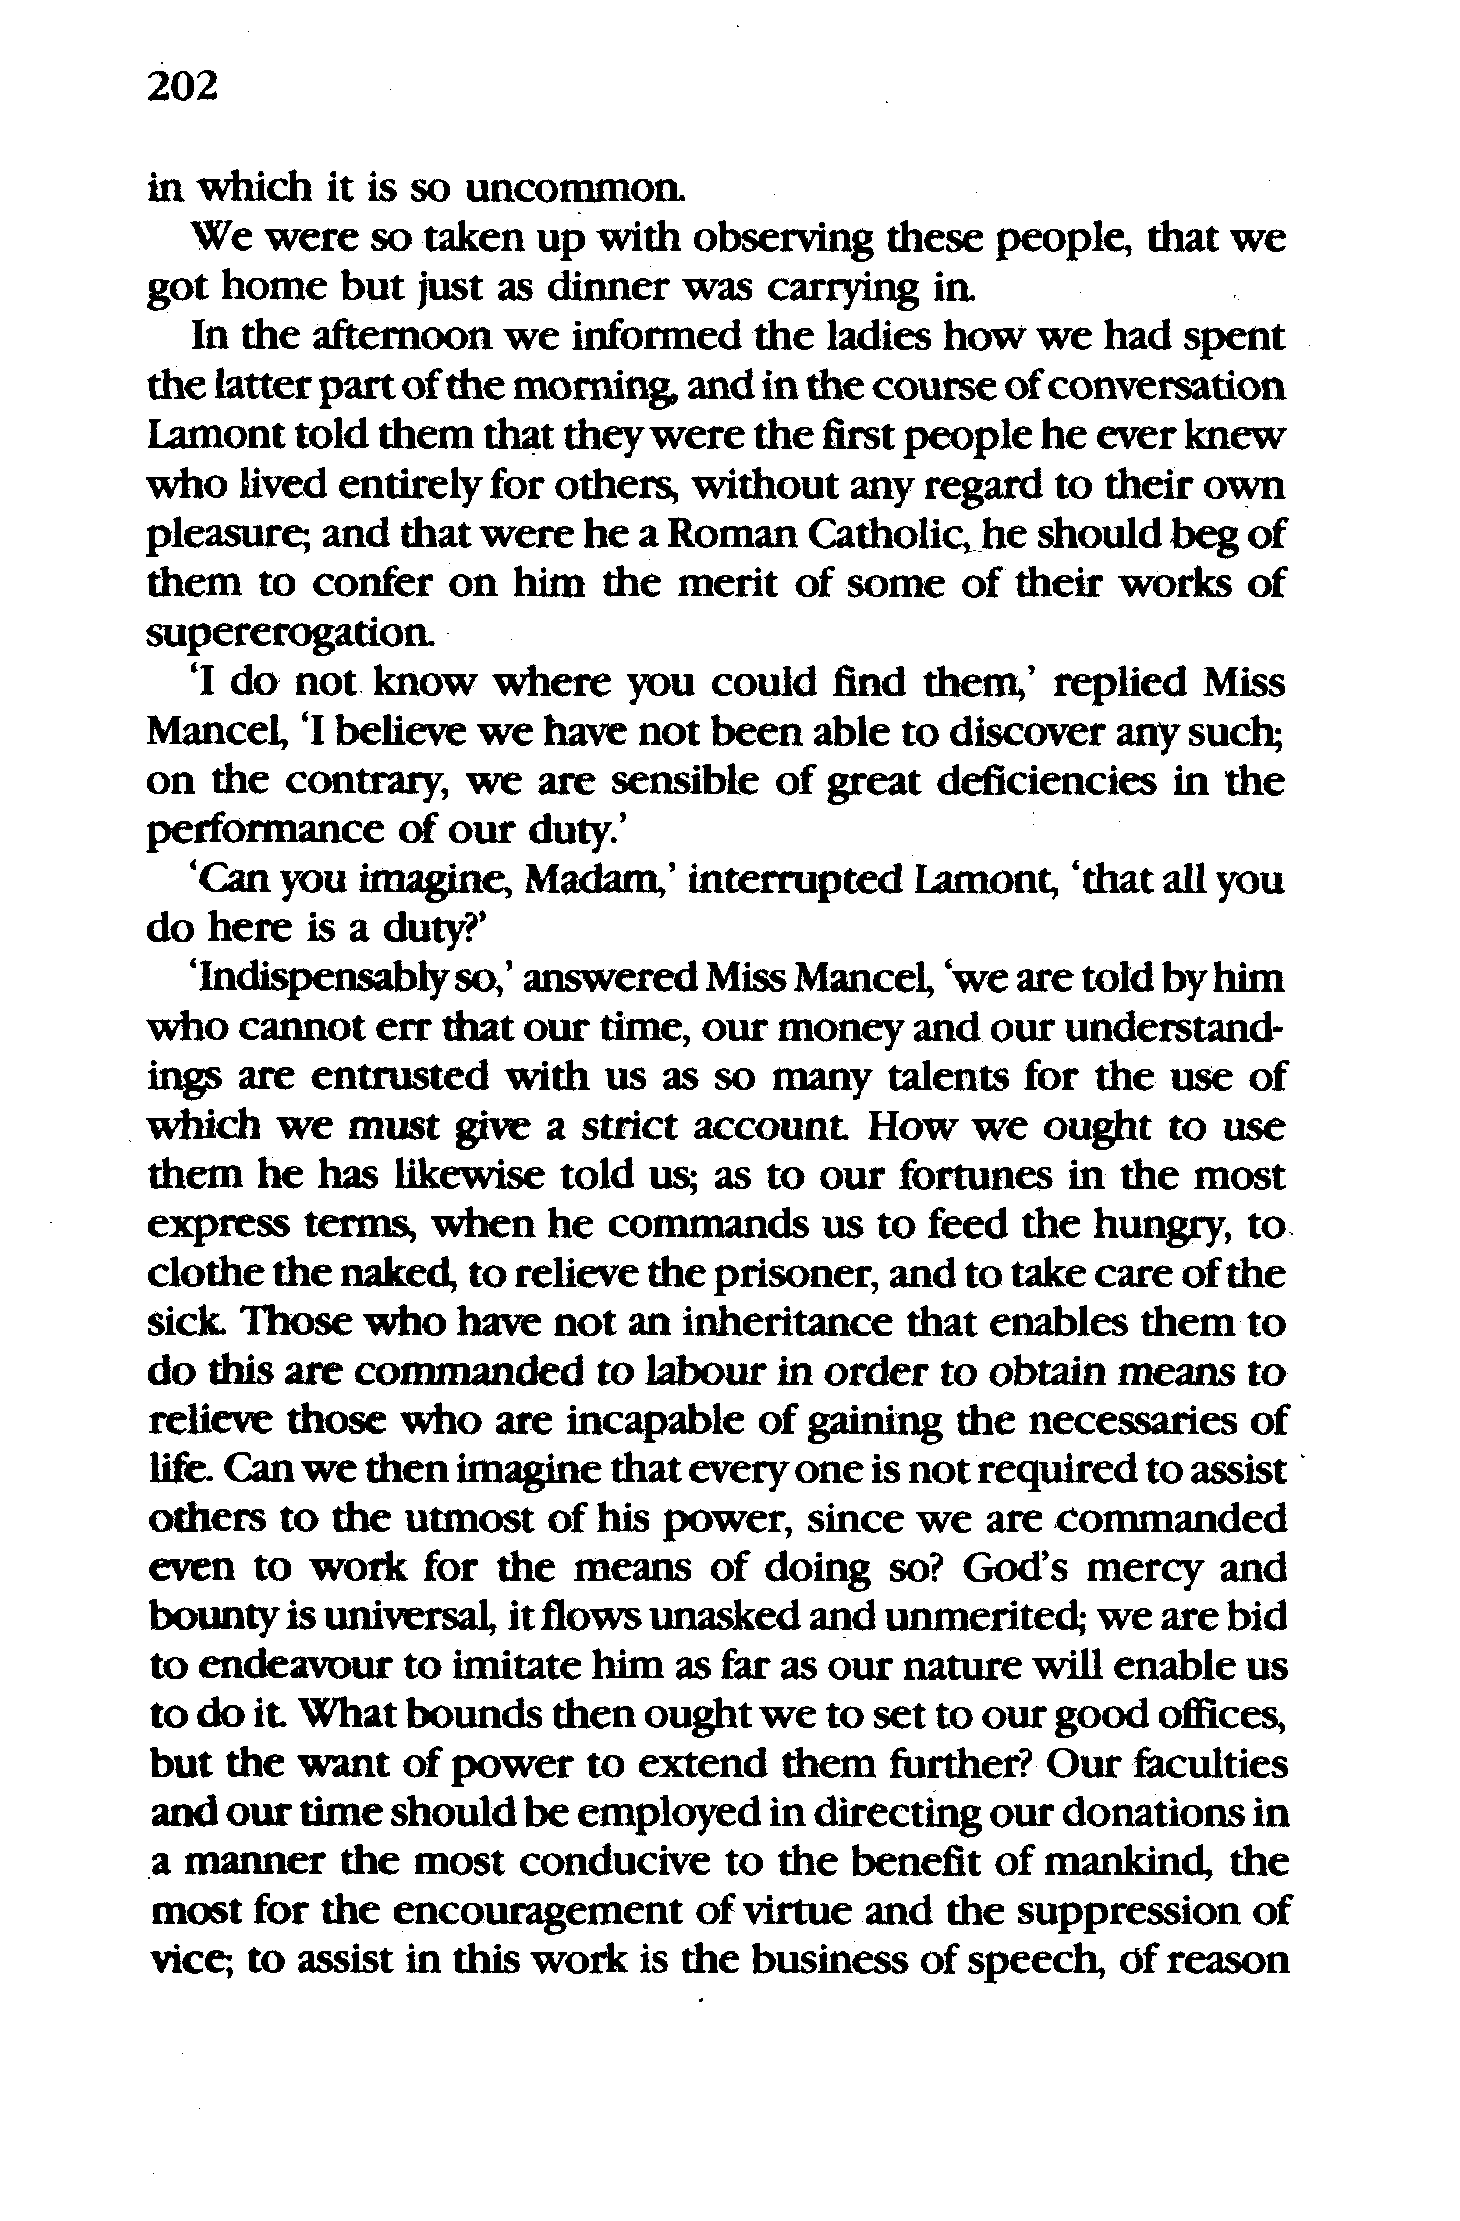 202
in which it is so uncommon.
We were so taken up with observing these people, that we
got home but just as dinner was carrying in.
In the afternoon we informed the ladies how we had spent
the latter part of the morning, and in the course of conversation
Lamont told them that they were the first people he ever knew
who lived entirely for others, without any regard to their own
pleasure; and that were he a Roman Catholic, he should beg of
them to confer on him the merit of some of their works of
supererogation.
‘I do not know where you could find them,’ replied Miss
Mancel, ‘I believe we have not been able to discover any such;
on the contrary, we are sensible of great deficiencies in the
performance of our duty.’
‘Can you imagine, Madam,’ interrupted Lamont, ‘that all you
do here is a duty?’
‘Indispensably so,’ answered Miss Mancel, ‘we are told by him
who cannot err that our time, our money and our understand-
ings are entrusted with us as so many talents for the use of
which we must give a strict account. How we ought to use
them he has likewise told us; as to our fortunes in the most
express terms, when he commands us to feed the hungry, to
clothe the naked, to relieve the prisoner, and to take care of the
sick. Those who have not an inheritance that enables them to
do this are commanded to labour in order to obtain means to
relieve those who are incapable of gaining the necessaries of
life. Can we then imagine that every one is not required to assist
others to the utmost of his power, since we are commanded
even to work for the means of doing so? God’s mercy and
bounty is universal, it flows unasked and unmerited; we are bid
to endeavour to imitate him as far as our nature will enable us
to do it. What bounds then ought we to set to our good offices,
but the want of power to extend them further? Our faculties
and our time should be employed in directing our donations in
a manner the most conducive to the benefit of mankind, the
most for the encouragement of virtue and the suppression of
vice; to assist in this work is the business of speech, of reason